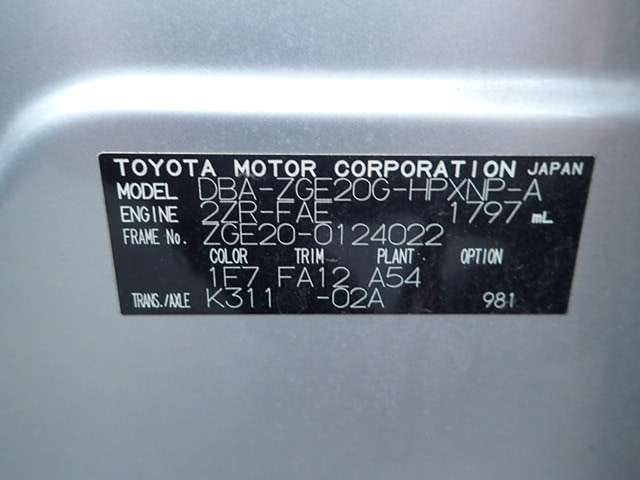 TOYOTA MOTOR CORPORATION JAPAN
MODEL DBA-ZGE20G-HPXNP-A
ENGINE 2ZR-FAE 1797 mL
FRAME No. ZGE20-0124022
COLOR TRIM PLANT OPTION
1E7 FA12 A54
TRANS./AXLE K311 -02A 981